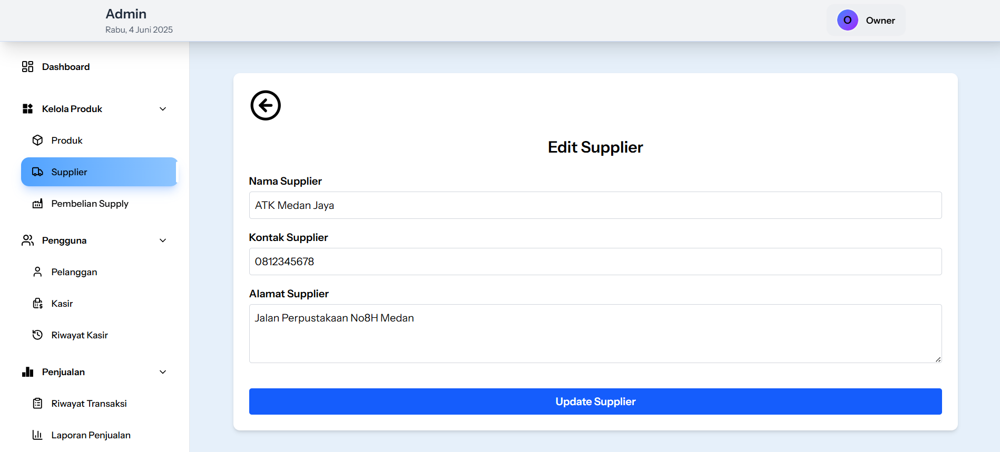 Admin
Rabu, 4 Juni 2025
O
Owner
Dashboard
Kelola Produk
Produk
Supplier
Pembelian Supply
Pengguna
Pelanggan
Kasir
Riwayat Kasir
Penjualan
Riwayat Transaksi
Laporan Penjualan
Edit Supplier
Nama Supplier
ATK Medan Jaya
Kontak Supplier
0812345678
Alamat Supplier
Jalan Perpustakaan No8H Medan
Update Supplier